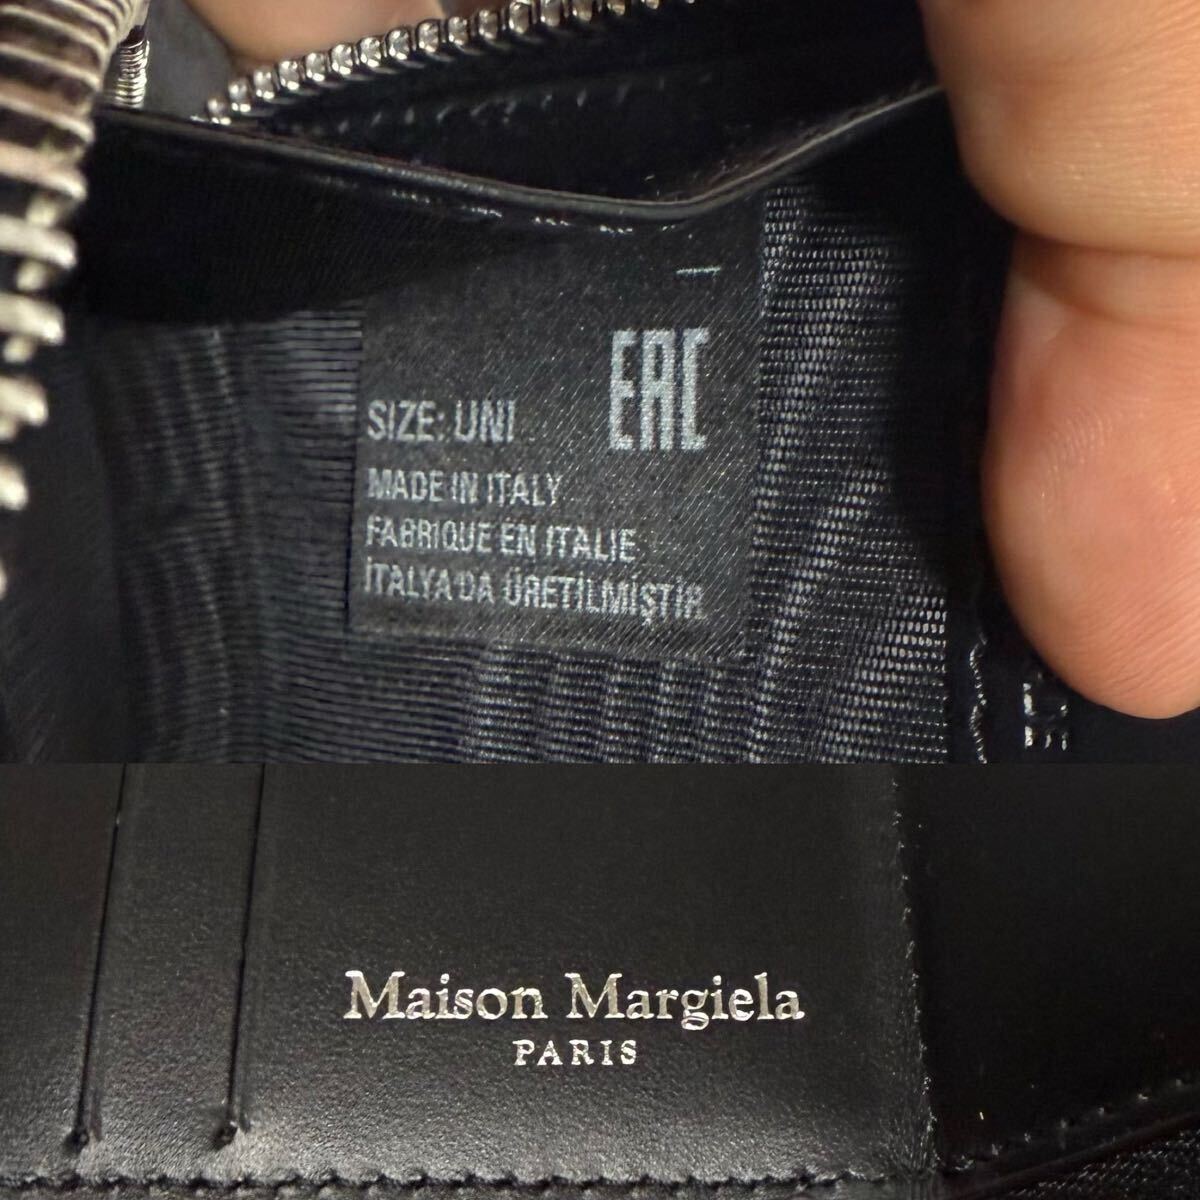 EAC
SIZE: UNI
MADE IN ITALY
FABRIQUE EN ITALIE
İTALYA'DA ÜRETİLMİŞTİR
Maison Margiela
PARIS